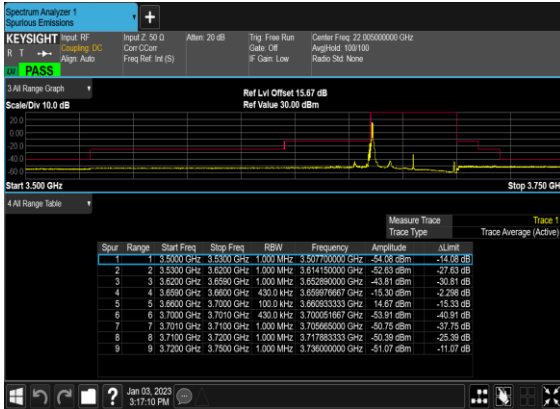 Spectrum Analyzer 1
Spurious Emissions
KEYSIGHT Input: RF Input Z: 50 Ω Atten: 20 dB Trig: Free Run Center Freq: 22.005000000 GHz
R T Coupling: DC Corr CCorr Gate: Off Avg|Hold: 100/100
Align: Auto Freq Ref: Int (S) IF Gain: Low Radio Std: None
PASS
3 All Range Graph
Ref Lvl Offset 15.67 dB
Scale/Div 10.0 dB Ref Value 30.00 dBm
20.0
0.00
-20.0
-40.0
Start 3.500 GHz Stop 3.750 GH
4 All Range Table
Measure Trace Trace 1
Trace Type Trace Average (Active)
Spur Range Start Freq Stop Freq RBW Frequency Amplitude ΔLimit
1 1 3.5000 GHz 3.5300 GHz 1.000 MHz 3.507700000 GHz -54.08 dBm -14.08 dB
2 2 3.5300 GHz 3.6200 GHz 1.000 MHz 3.614150000 GHz -52.63 dBm -27.63 dB
3 3 3.6200 GHz 3.6590 GHz 1.000 MHz 3.652890000 GHz -43.81 dBm -30.81 dB
4 4 3.6590 GHz 3.6600 GHz 430.0 kHz 3.659976667 GHz -15.30 dBm -2.298 dB
5 5 3.6600 GHz 3.7000 GHz 100.0 kHz 3.660933333 GHz 14.67 dBm -15.33 dB
6 6 3.7000 GHz 3.7010 GHz 430.0 kHz 3.700051667 GHz -53.91 dBm -40.91 dB
7 7 3.7010 GHz 3.7100 GHz 1.000 MHz 3.705665000 GHz -50.75 dBm -37.75 dB
8 8 3.7100 GHz 3.7200 GHz 1.000 MHz 3.717883333 GHz -50.39 dBm -25.39 dB
9 9 3.7200 GHz 3.7500 GHz 1.000 MHz 3.736000000 GHz -51.07 dBm -11.07 dB
Jan 03, 2023
3:17:10 PM